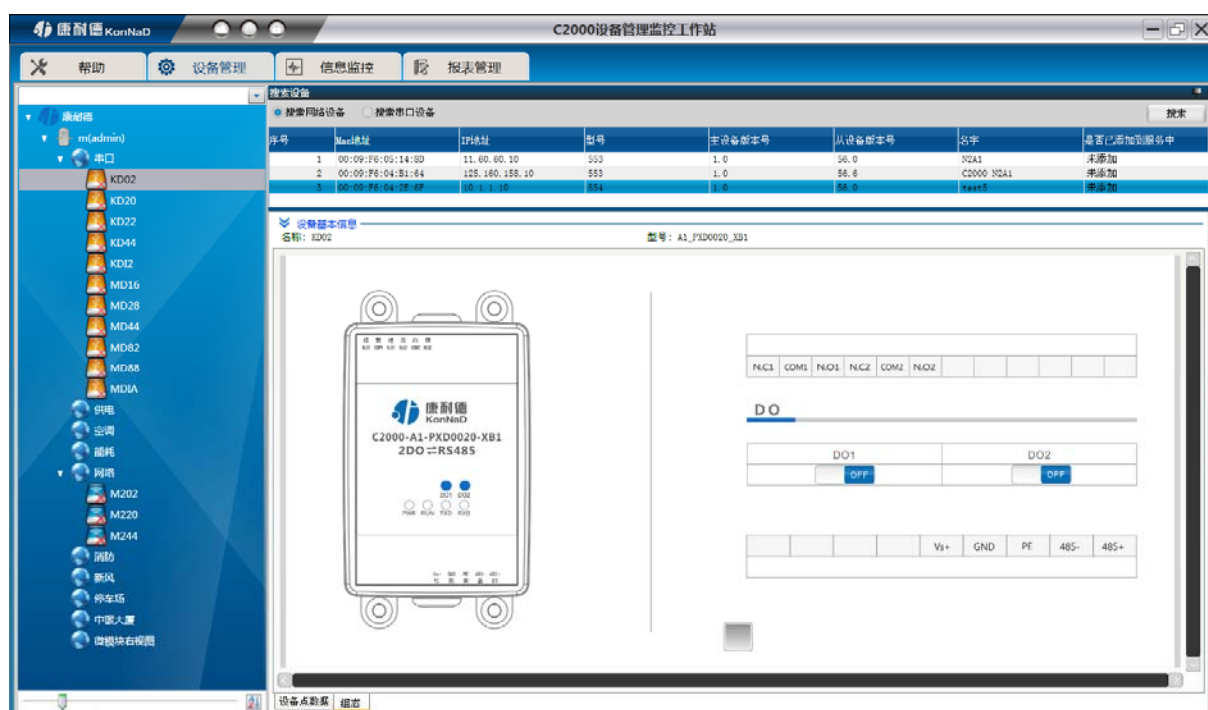 康耐德 KonNaD
C2000设备管理监控工作站
帮助 设备管理 信息监控 报表管理
搜索设备
搜索网络设备 搜索串口设备 搜索
序号 Mac地址 IP地址 型号 主设备版本号 从设备版本号 名字 是否已添加到服务中
1 00:09:F6:05:14:8D 11.60.60.10 553 1.0 56.0 N2A1 未添加
2 00:09:F6:04:B1:64 125.160.158.10 553 1.0 56.6 C2000 N2A1 未添加
3 00:09:F6:04:2E:6F 10.1.1.10 554 1.0 56.0 test5 未添加
康耐德
m(admin)
串口
KD02
KD20
KD22
KD44
KDI2
MD16
MD28
MD44
MD82
MD88
MDIA
供电
空调
能耗
网络
M202
M220
M244
消防
新风
停车场
中医大厦
微模块右视图
设备基本信息
名称: KD02 型号: A1_PXD0020_XB1
N.C1 COM1 N.O1 N.C2 COM2 N.O2
康耐德
KonNaD
C2000-A1-PXD0020-XB1
2DO⇌RS485
DO1 DO2
PWR RUN TXD RXD
N.C1 COM1 N.O1 N.C2 COM2 N.O2
DO
DO1 DO2
OFF OFF
Vs+ GND PE 485- 485+
设备点数据 组态